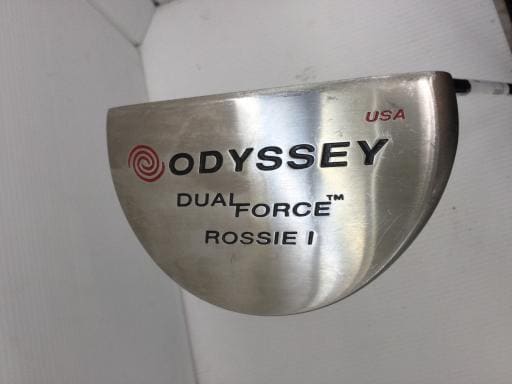 USA
ODYSSEY
DUAL FORCE™
ROSSIE I